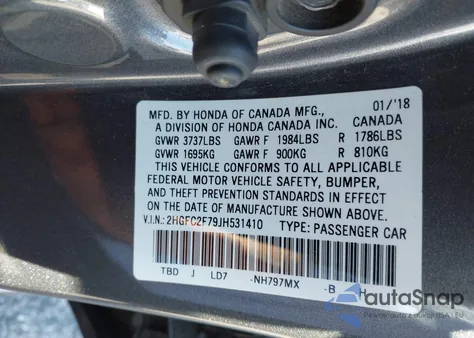 MFD. BY HONDA OF CANADA MFG., 01/'18
A DIVISION OF HONDA CANADA INC. CANADA
GVWR 3737LBS GAWR F 1984LBS R 1786LBS
GVWR 1695KG GAWR F 900KG R 810KG
THIS VEHICLE CONFORMS TO ALL APPLICABLE
FEDERAL MOTOR VEHICLE SAFETY, BUMPER,
AND THEFT PREVENTION STANDARDS IN EFFECT
ON THE DATE OF MANUFACTURE SHOWN ABOVE.
V.I.N.: 2HGFC2F79JH531410 TYPE: PASSENGER CAR
TBD J LD7 -NH797MX -B H
autaSnap